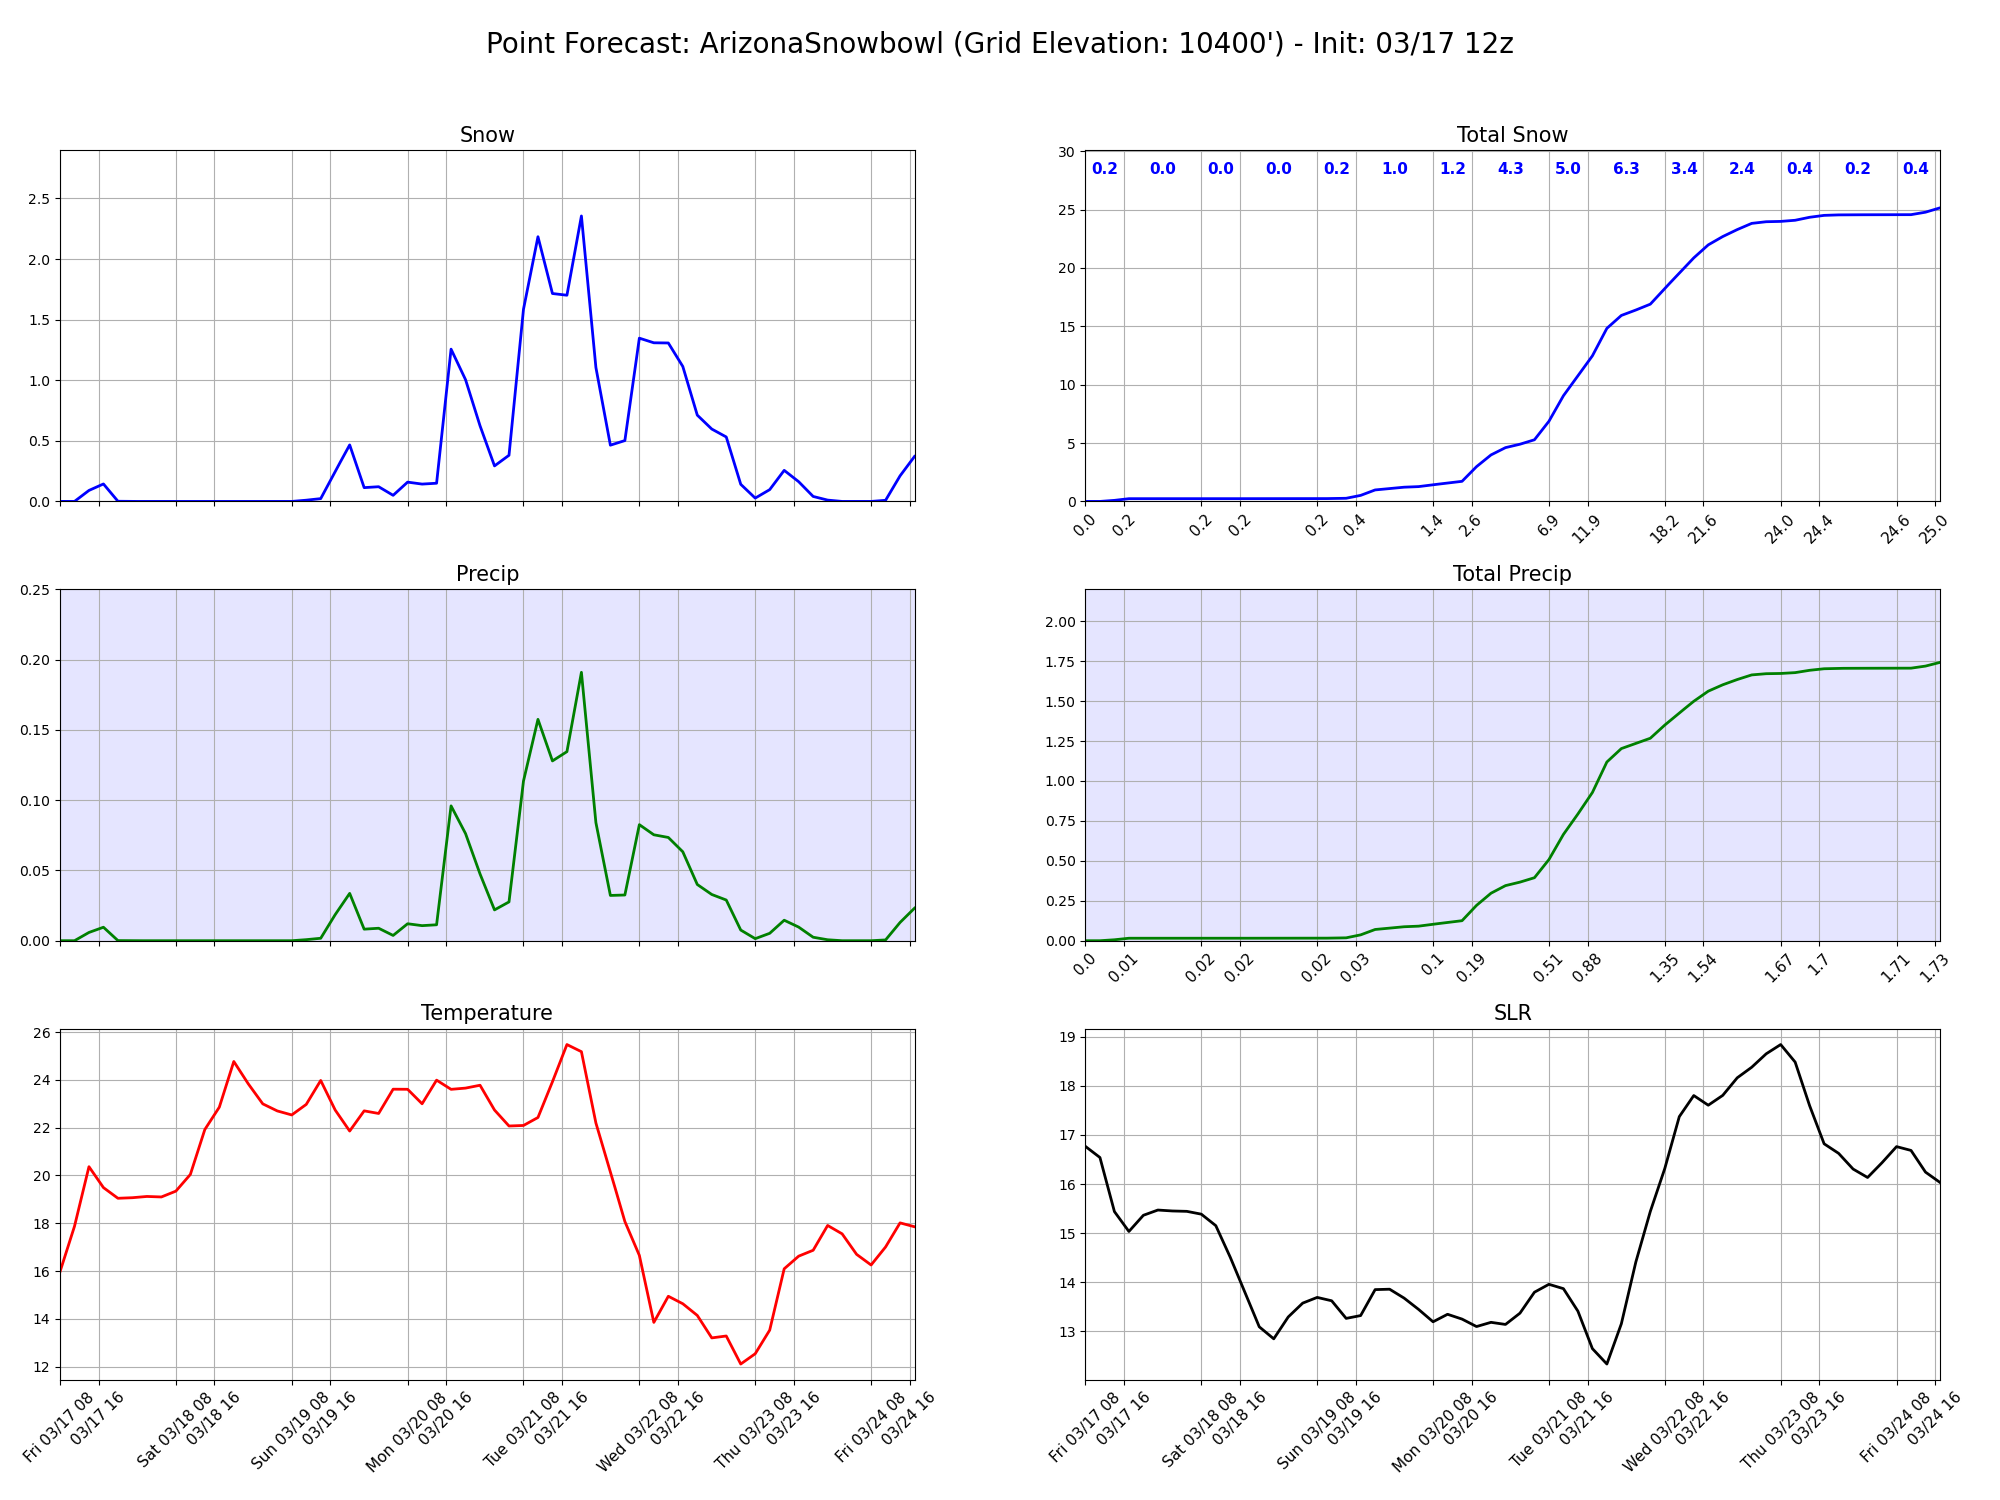 Point Forecast: ArizonaSnowbowl (Grid Elevation: 10400') - Init: 03/17 12z
Snow
2.5
2.0
1.5
1.0
0.5
0.0
Total Snow
30
25
20
15
10
5
0
0.2 0.0 0.0 0.0 0.2 1.0 1.2 4.3 5.0 6.3 3.4 2.4 0.4 0.2 0.4
0.0 0.2 0.2 0.2 0.2 0.4 1.4 2.6 6.9 11.9 18.2 21.6 24.0 24.4 24.6 25.0
Precip
0.25
0.20
0.15
0.10
0.05
0.00
Total Precip
2.00
1.75
1.50
1.25
1.00
0.75
0.50
0.25
0.00
0.0 0.01 0.02 0.02 0.02 0.03 0.1 0.19 0.51 0.88 1.35 1.54 1.67 1.7 1.71 1.73
Temperature
26
24
22
20
18
16
14
12
Fri 03/17 08
03/17 16
Sat 03/18 08
03/18 16
Sun 03/19 08
03/19 16
Mon 03/20 08
03/20 16
Tue 03/21 08
03/21 16
Wed 03/22 08
03/22 16
Thu 03/23 08
03/23 16
Fri 03/24 08
03/24 16
SLR
19
18
17
16
15
14
13
Fri 03/17 08
03/17 16
Sat 03/18 08
03/18 16
Sun 03/19 08
03/19 16
Mon 03/20 08
03/20 16
Tue 03/21 08
03/21 16
Wed 03/22 08
03/22 16
Thu 03/23 08
03/23 16
Fri 03/24 08
03/24 16